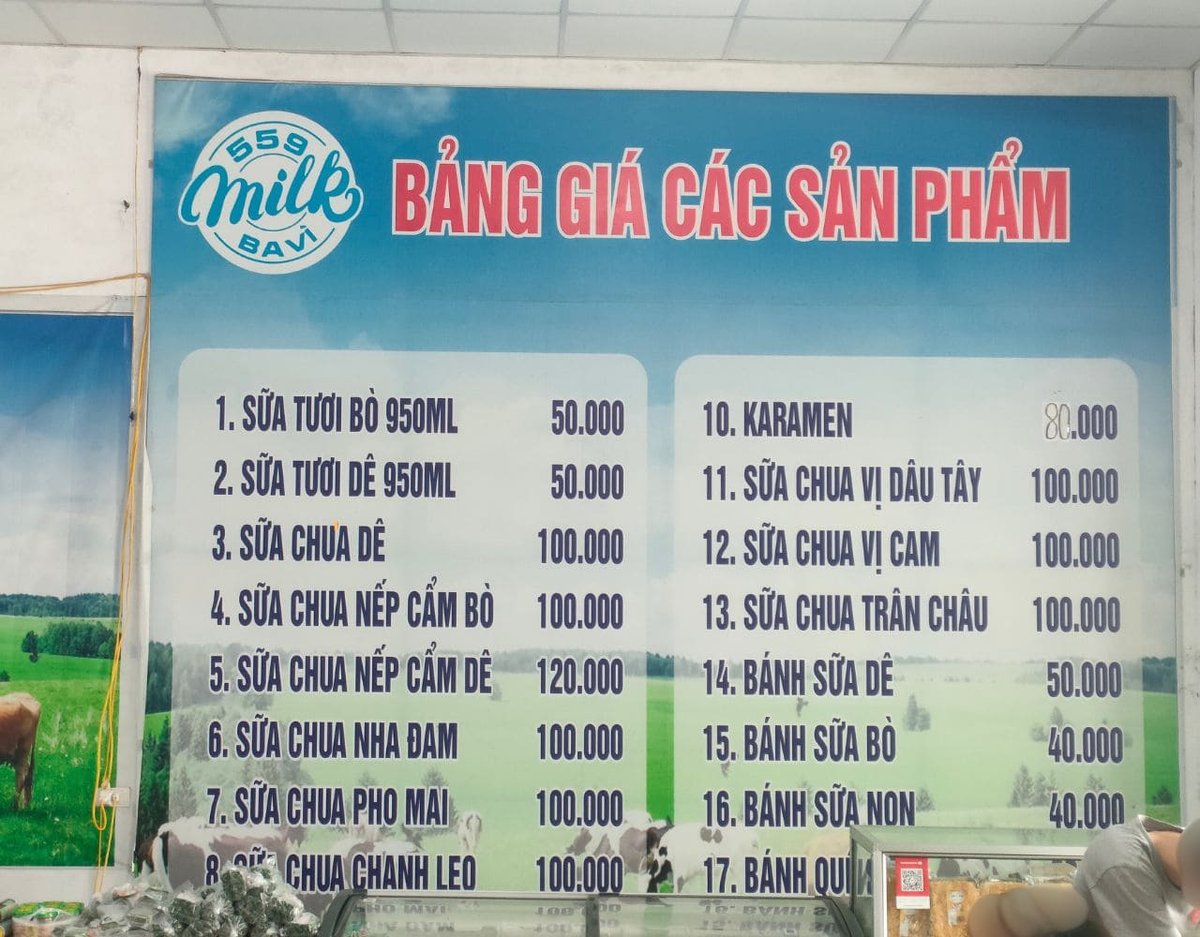 559
milk
BAVÌ
BẢNG GIÁ CÁC SẢN PHẨM
1. SỮA TƯƠI BÒ 950ML 50.000
2. SỮA TƯƠI DÊ 950ML 50.000
3. SỮA CHUA DÊ 100.000
4. SỮA CHUA NẾP CẨM BÒ 100.000
5. SỮA CHUA NẾP CẨM DÊ 120.000
6. SỮA CHUA NHA ĐAM 100.000
7. SỮA CHUA PHO MAI 100.000
8. SỮA CHUA CHANH LEO 100.000
10. KARAMEN 80.000
11. SỮA CHUA VỊ DÂU TÂY 100.000
12. SỮA CHUA VỊ CAM 100.000
13. SỮA CHUA TRÂN CHÂU 100.000
14. BÁNH SỮA DÊ 50.000
15. BÁNH SỮA BÒ 40.000
16. BÁNH SỮA NON 40.000
17. BÁNH